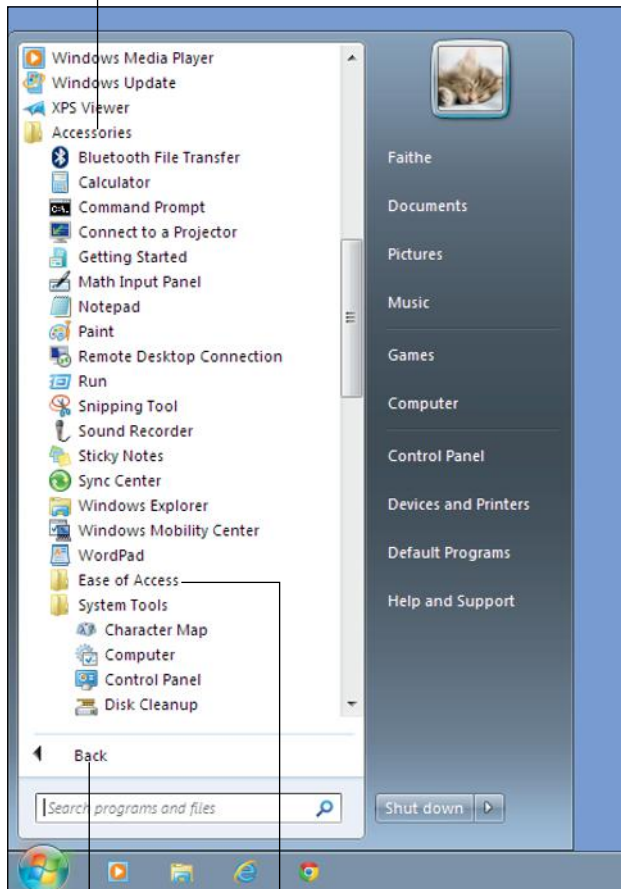 Windows Media Player
Windows Update
XPS Viewer
Accessories
Bluetooth File Transfer
Calculator
Command Prompt
Connect to a Projector
Getting Started
Math Input Panel
Notepad
Paint
Remote Desktop Connection
Run
Snipping Tool
Sound Recorder
Sticky Notes
Sync Center
Windows Explorer
Windows Mobility Center
WordPad
Ease of Access
System Tools
Character Map
Computer
Control Panel
Disk Cleanup
Back
Search programs and files
Faithe
Documents
Pictures
Music
Games
Computer
Control Panel
Devices and Printers
Default Programs
Help and Support
Shut down